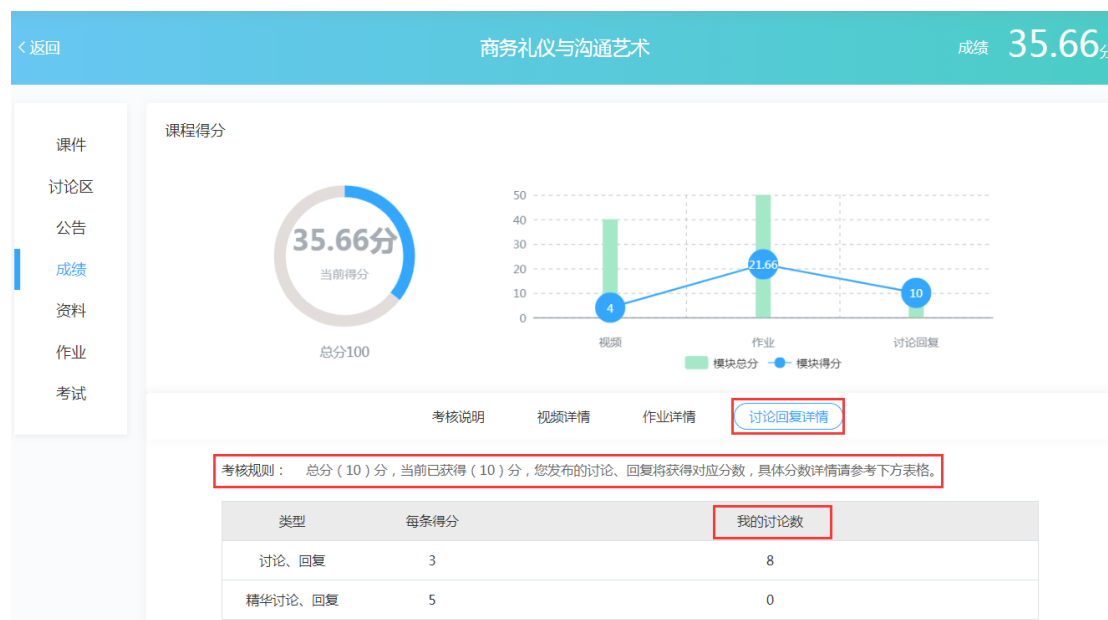 < 返回 商务礼仪与沟通艺术 成绩 35.66分
课件
讨论区
公告
成绩
资料
作业
考试
课程得分
35.66分
当前得分
总分100
50
40
30
20
10
0
4
21.66
10
视频 作业 讨论回复
模块总分 模块得分
考核说明 视频详情 作业详情 讨论回复详情
考核规则： 总分（10）分，当前已获得（10）分，您发布的讨论、回复将获得对应分数，具体分数详情请参考下方表格。
类型 每条得分 我的讨论数
讨论、回复 3 8
精华讨论、回复 5 0